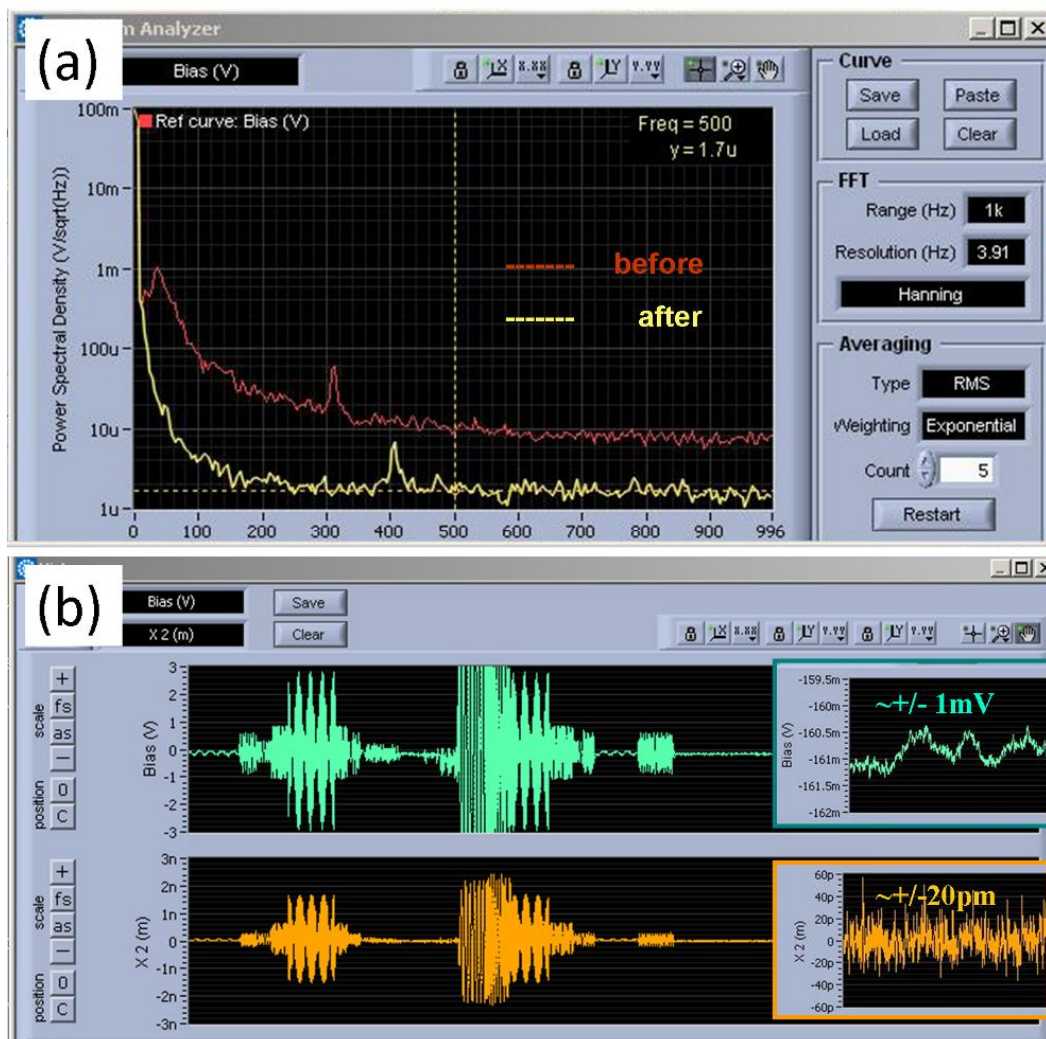 (a)
m Analyzer
Bias (V)
Curve
Save
Paste
Load
Clear
FFT
Range (Hz)
1k
Resolution (Hz)
3.91
Hanning
Averaging
Type
RMS
Weighting
Exponential
Count
5
Restart
Ref curve: Bias (V)
Freq = 500
y = 1.7u
------- before
------- after
Power Spectral Density (V/sqrt(Hz))
100m
10m
1m
100u
10u
1u
0 100 200 300 400 500 600 700 800 900 996
(b)
Bias (V)
Save
X 2 (m)
Clear
scale
+
fs
as
–
position
0
C
Bias (V)
3
2
1
0
-1
-2
-3
~+/- 1mV
Bias (V)
-159.5m
-160m
-160.5m
-161m
-161.5m
-162m
scale
+
fs
as
–
position
0
C
X 2 (m)
3n
2n
1n
0
-1n
-2n
-3n
~+/-20pm
X 2 (m)
60p
40p
20p
0
-20p
-40p
-60p